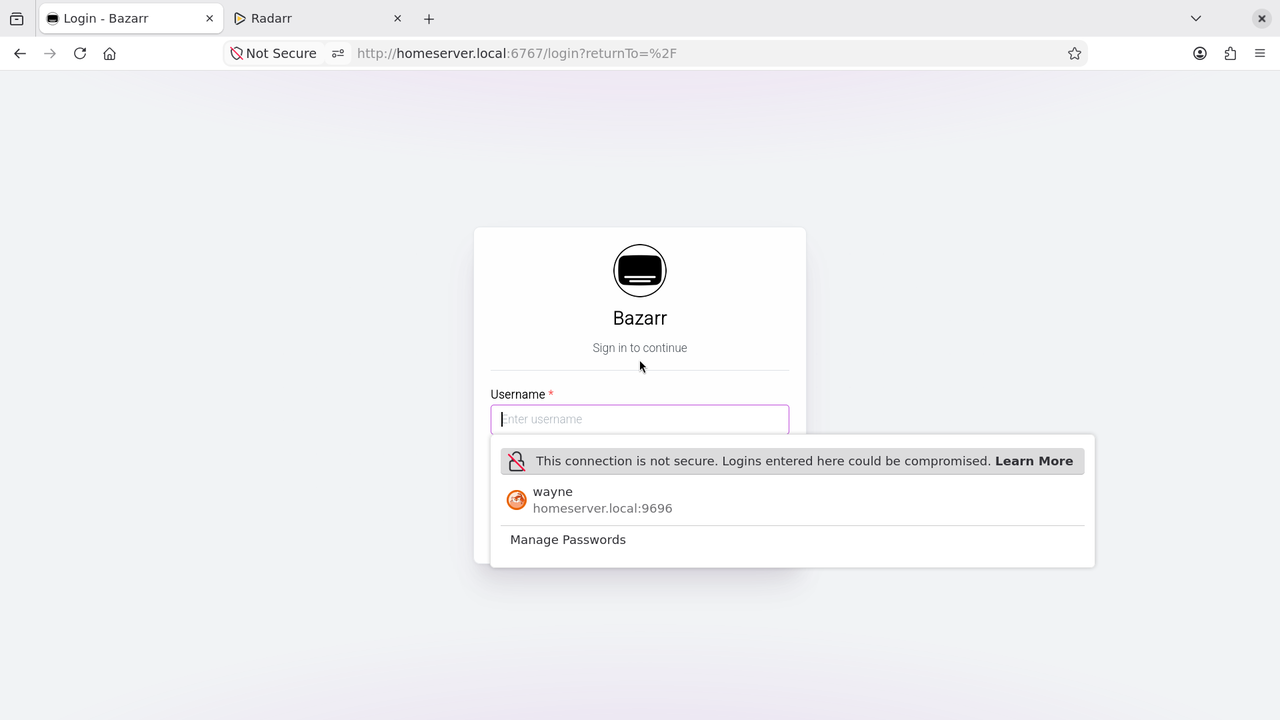 Login - Bazarr
Radarr
Not Secure
http://homeserver.local:6767/login?returnTo=%2F
Bazarr
Sign in to continue
Username *
Enter username
This connection is not secure. Logins entered here could be compromised. Learn More
wayne
homeserver.local:9696
Manage Passwords